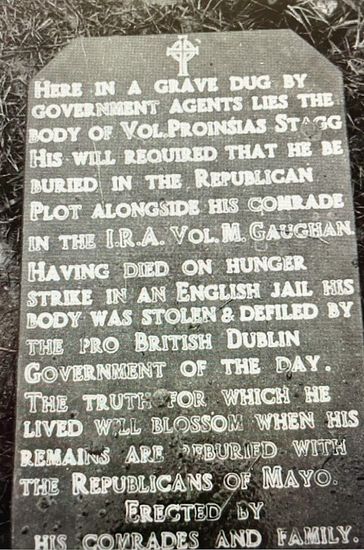 HERE IN A GRAVE DUG BY
GOVERNMENT AGENTS LIES THE
BODY OF VOL. PROINSIAS STAGG
HIS WILL REQUIRED THAT HE BE
BURIED IN THE REPUBLICAN
PLOT ALONGSIDE HIS COMRADE
IN THE I.R.A. VOL. M. GAUGHAN.
HAVING DIED ON HUNGER
STRIKE IN AN ENGLISH JAIL HIS
BODY WAS STOLEN & DEFILED BY
THE PRO BRITISH DUBLIN
GOVERNMENT OF THE DAY.
THE TRUTH FOR WHICH HE
LIVED WILL BLOSSOM WHEN HIS
REMAINS ARE REBURIED WITH
THE REPUBLICANS OF MAYO.
ERECTED BY
HIS COMRADES AND FAMILY.